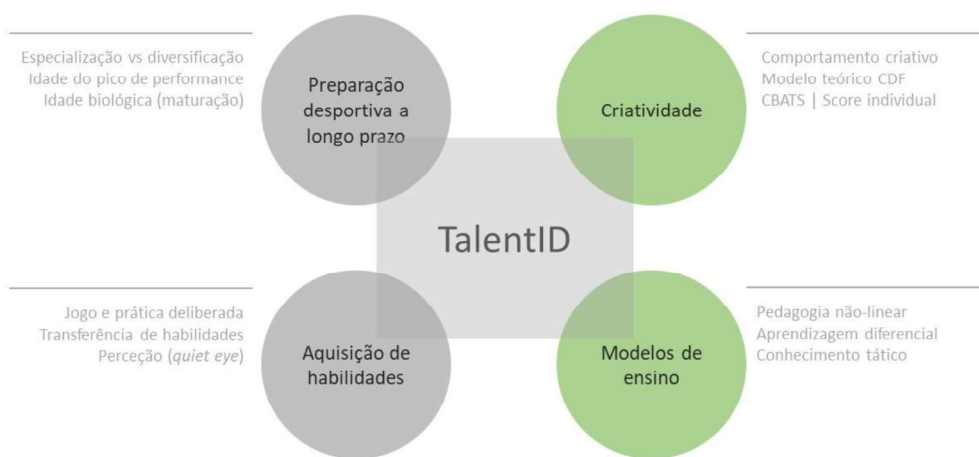 Especialização vs diversificação
Idade do pico de performance
Idade biológica (maturação)
Preparação
desportiva a
longo prazo
Criatividade
Comportamento criativo
Modelo teórico CDF
CBATS | Score individual
TalentID
Jogo e prática deliberada
Transferência de habilidades
Perceção (quiet eye)
Aquisição de
habilidades
Modelos de
ensino
Pedagogia não-linear
Aprendizagem diferencial
Conhecimento tático